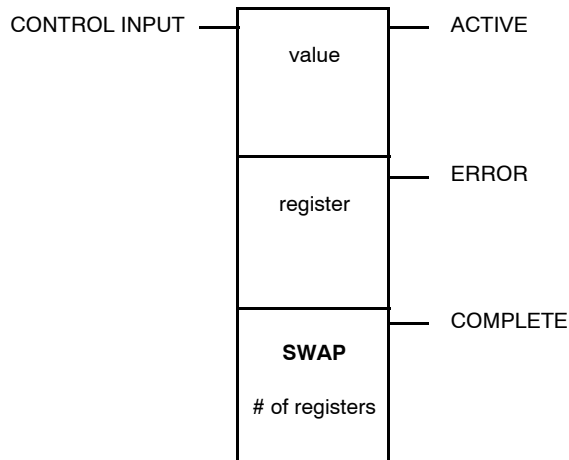 CONTROL INPUT
ACTIVE
value
ERROR
register
COMPLETE
SWAP
# of registers